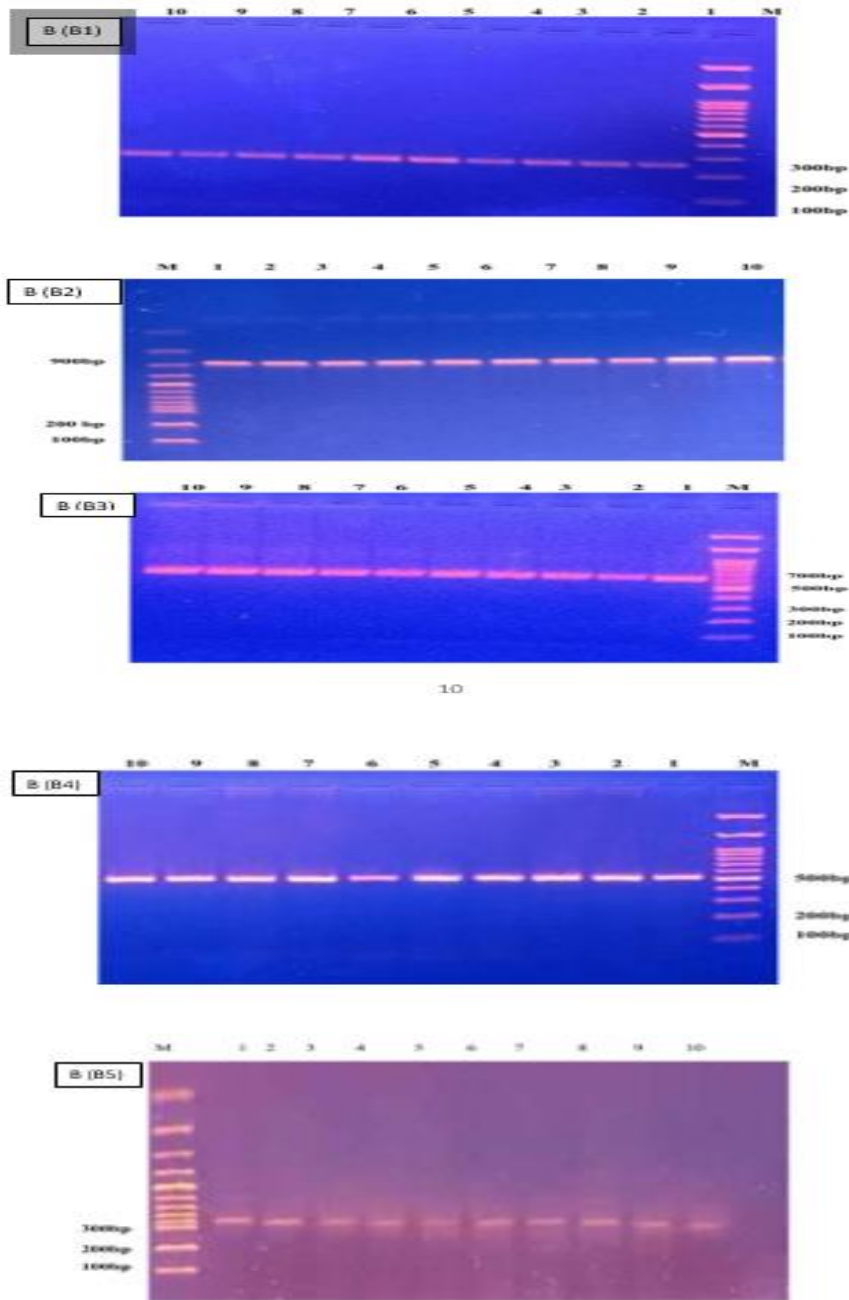 B (B1)
10 9 8 7 6 5 4 3 2 1 M
300bp
200bp
100bp
M 1 2 3 4 5 6 7 8 9 10
B (B2)
900bp
200 bp
100bp
10 9 8 7 6 5 4 3 2 1 M
B (B3)
700bp
500bp
300bp
200bp
100bp
10
10 9 8 7 6 5 4 3 2 1 M
B (B4)
500bp
200bp
100bp
M 1 2 3 4 5 6 7 8 9 10
B (B5)
300bp
200bp
100bp